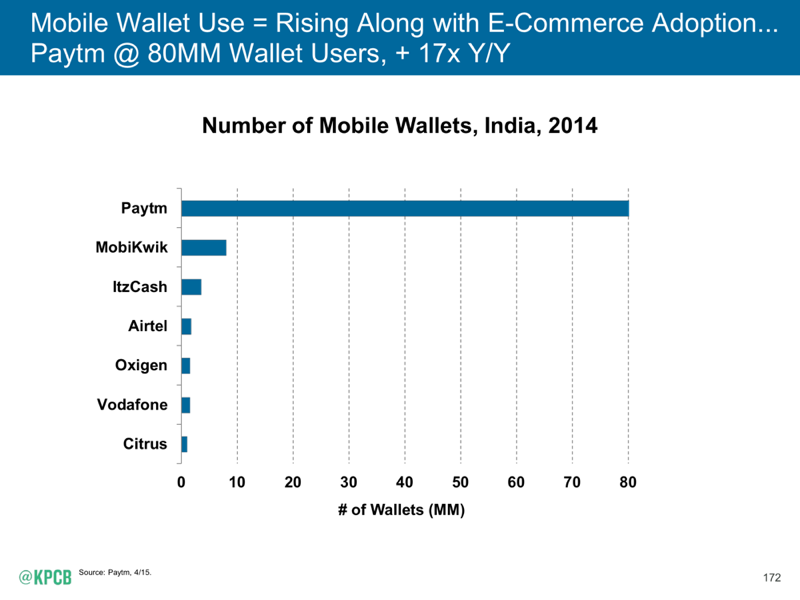 Mobile Wallet Use = Rising Along with E-Commerce Adoption...
Paytm @ 80MM Wallet Users, + 17x Y/Y
Number of Mobile Wallets, India, 2014
Paytm
MobiKwik
ItzCash
Airtel
Oxigen
Vodafone
Citrus
0 10 20 30 40 50 60 70 80
# of Wallets (MM)
@KPCB
Source: Paytm, 4/15.
172